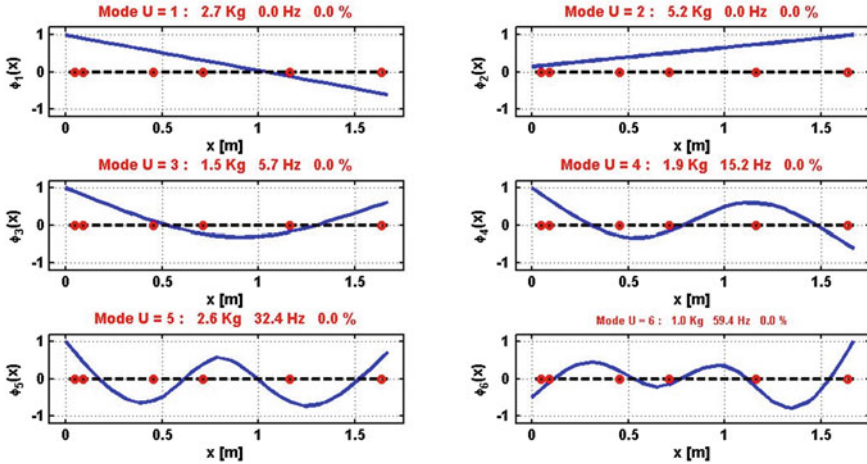 Mode U = 1 : 2.7 Kg 0.0 Hz 0.0 %
1
0
-1
ϕ1(x)
0 0.5 1 1.5
x [m]
Mode U = 2 : 5.2 Kg 0.0 Hz 0.0 %
1
0
-1
ϕ2(x)
0 0.5 1 1.5
x [m]
Mode U = 3 : 1.5 Kg 5.7 Hz 0.0 %
1
0
-1
ϕ3(x)
0 0.5 1 1.5
x [m]
Mode U = 4 : 1.9 Kg 15.2 Hz 0.0 %
1
0
-1
ϕ4(x)
0 0.5 1 1.5
x [m]
Mode U = 5 : 2.6 Kg 32.4 Hz 0.0 %
1
0
-1
ϕ5(x)
0 0.5 1 1.5
x [m]
Mode U = 6 : 1.0 Kg 59.4 Hz 0.0 %
1
0
-1
ϕ6(x)
0 0.5 1 1.5
x [m]